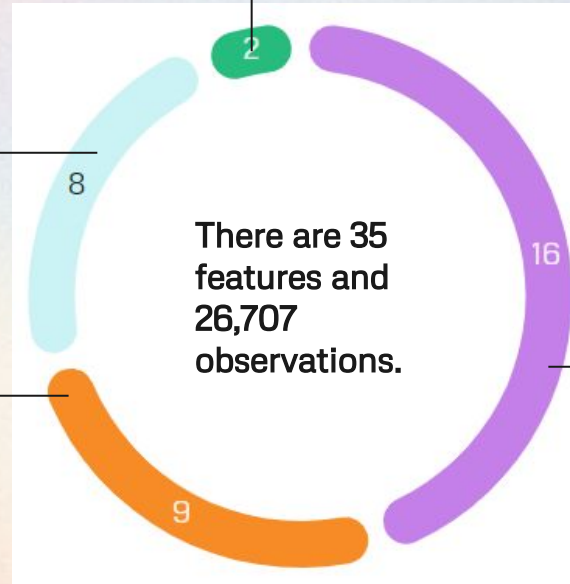 2
8
16
There are 35
features and
26,707
observations.
9